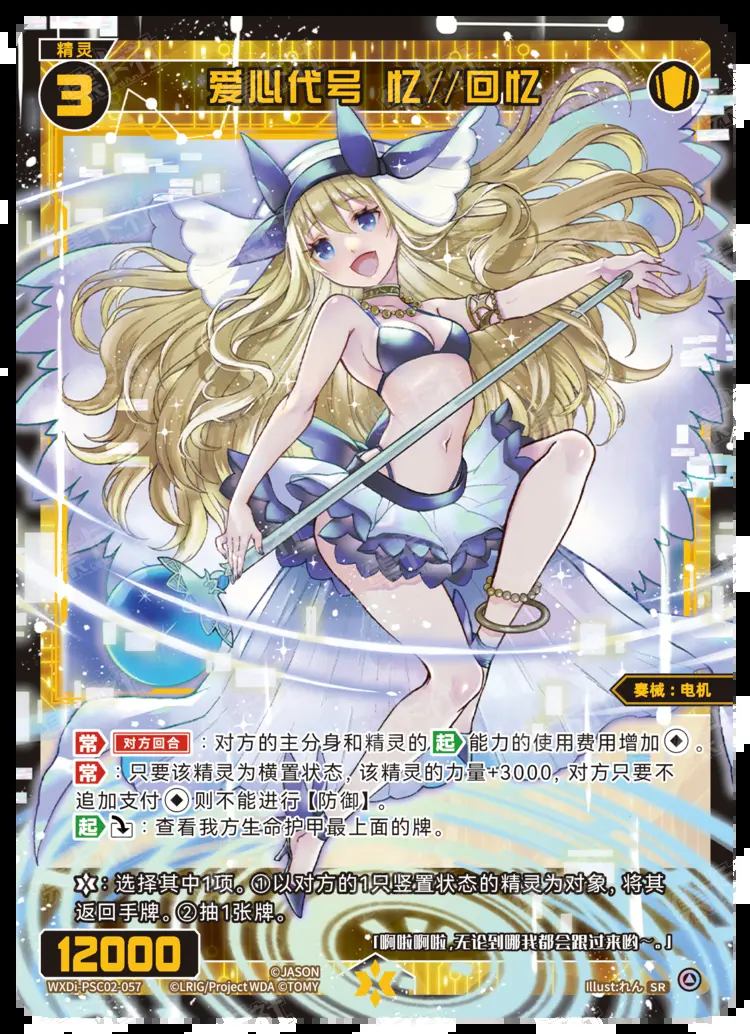 精灵
3
爱心代号 忆//回忆
奏械：电机
常 对方回合：对方的主分身和精灵的起能力的使用费用增加。
常：只要该精灵为横置状态，该精灵的力量+3000，对方只要不
追加支付则不能进行【防御】。
起：查看我方生命护甲最上面的牌。
：选择其中1项。①以对方的1只竖置状态的精灵为对象，将其
返回手牌。②抽1张牌。
「啊啦啊啦，无论到哪我都会跟过来哟～。」
12000
©JASON
WXDi-PSC02-057 ©LRIG/Project WDA ©TOMY
Illust:れん SR